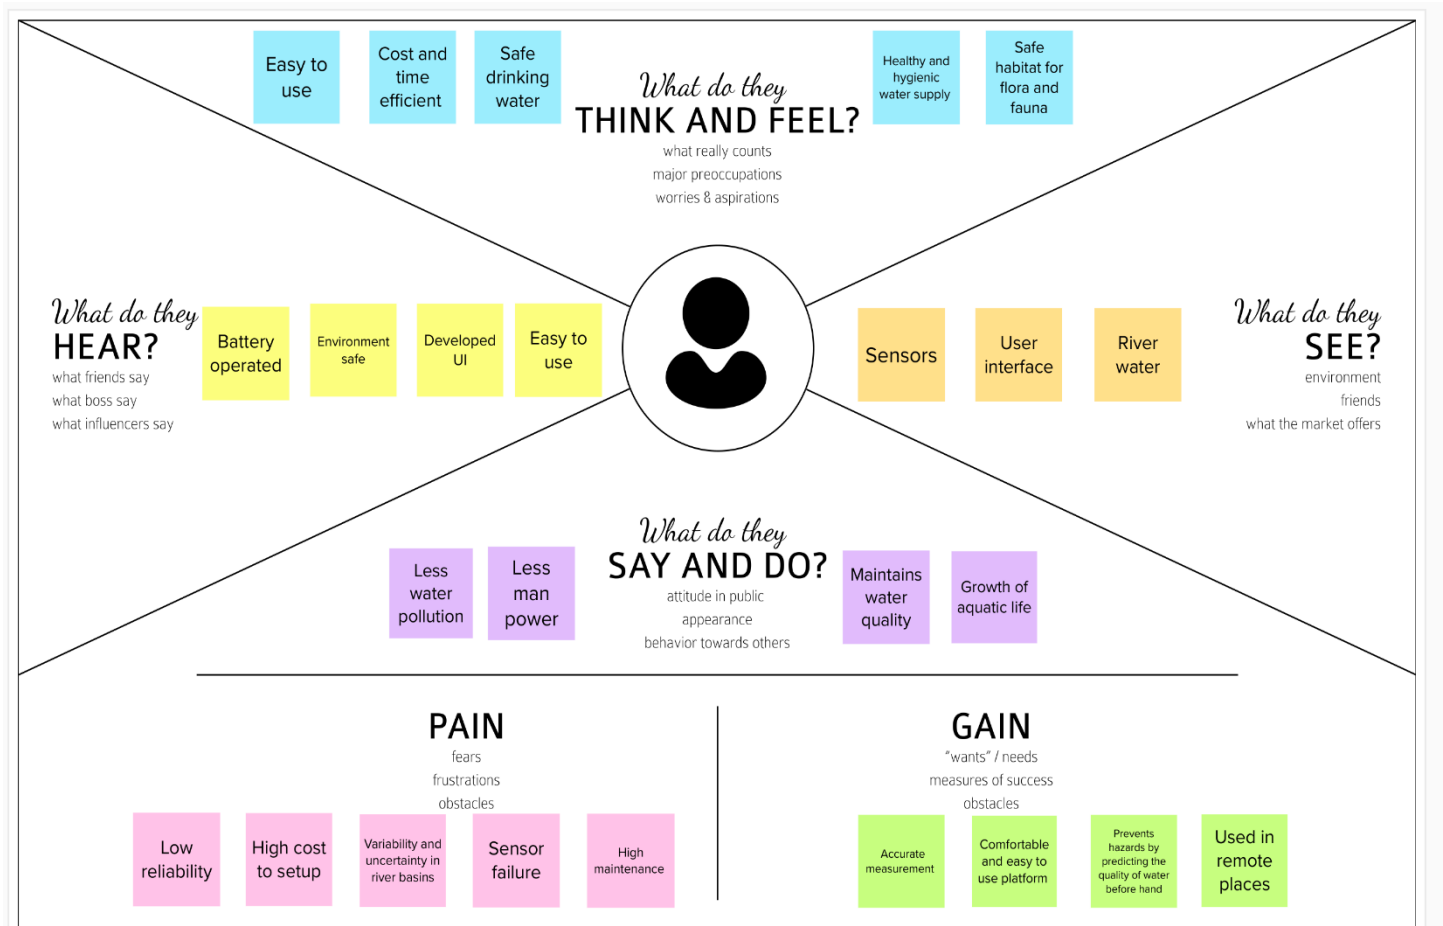 Easy to
use
Cost and
time
efficient
Safe
drinking
water
What do they
THINK AND FEEL?
what really counts
major preoccupations
worries & aspirations
Healthy and
hygienic
water supply
Safe
habitat for
flora and
fauna
What do they
HEAR?
what friends say
what boss say
what influencers say
Battery
operated
Environment
safe
Developed
UI
Easy to
use
Sensors
User
interface
River
water
What do they
SEE?
environment
friends
what the market offers
Less
water
pollution
Less
man
power
What do they
SAY AND DO?
attitude in public
appearance
behavior towards others
Maintains
water
quality
Growth of
aquatic life
PAIN
fears
frustrations
obstacles
Low
reliability
High cost
to setup
Variability and
uncertainty in
river basins
Sensor
failure
High
maintenance
GAIN
"wants" / needs
measures of success
obstacles
Accurate
measurement
Comfortable
and easy to
use platform
Prevents
hazards by
predicting the
quality of water
before hand
Used in
remote
places